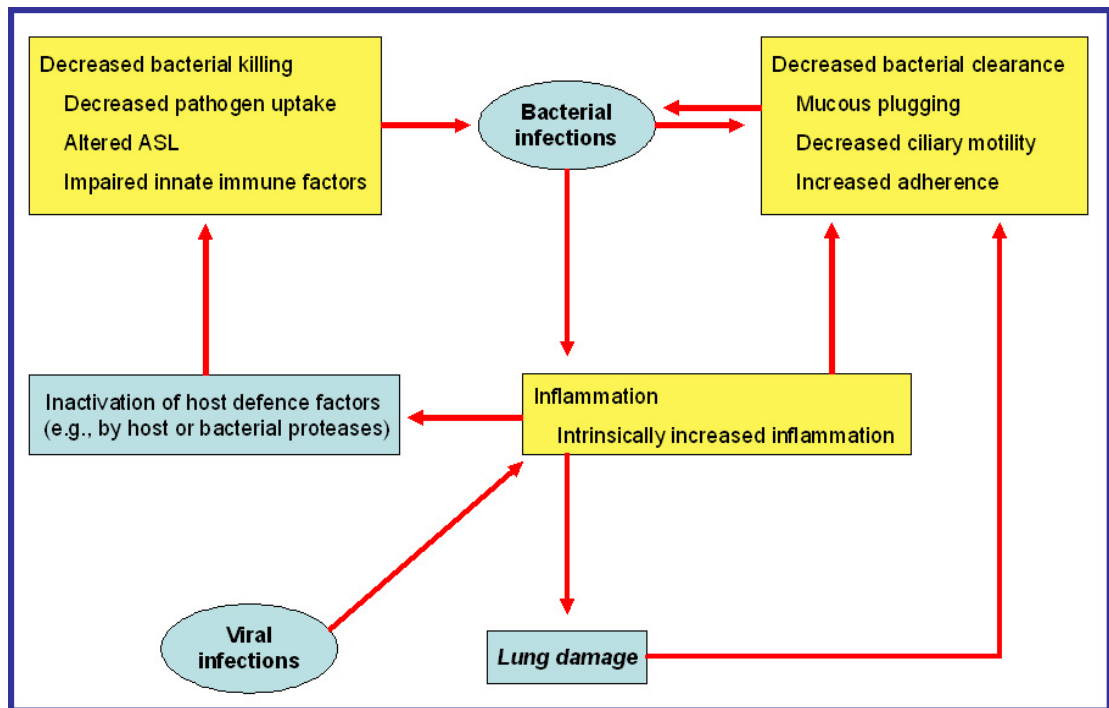 Decreased bacterial killing
Decreased pathogen uptake
Altered ASL
Impaired innate immune factors
Bacterial
infections
Decreased bacterial clearance
Mucous plugging
Decreased ciliary motility
Increased adherence
Inactivation of host defence factors
(e.g., by host or bacterial proteases)
Inflammation
Intrinsically increased inflammation
Viral
infections
Lung damage